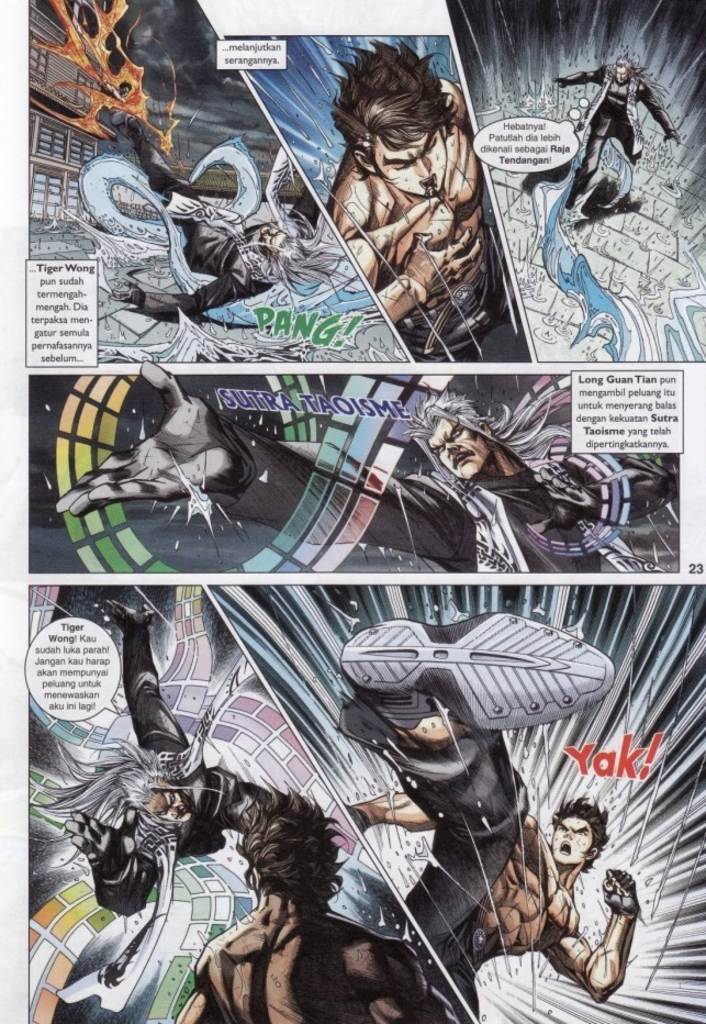 ...melanjutkan
serangannya.
Hebatnya!
Patutlah dia lebih
dikenali sebagai Raja
Tendangan!
...Tiger Wong
pun sudah
termengah-
mengah. Dia
terpaksa men-
gatur semula
pernafasannya
sebelum...
PANG!
SUTRA TAOISME
Long Guan Tian pun
mengambil peluang itu
untuk menyerang balas
dengan kekuatan Sutra
Taoisme yang telah
dipertingkatkannya.
23
Tiger
Wong! Kau
sudah luka parah!
Jangan kau harap
akan mempunyai
peluang untuk
menewaskan
aku ini lagi!
Yak!